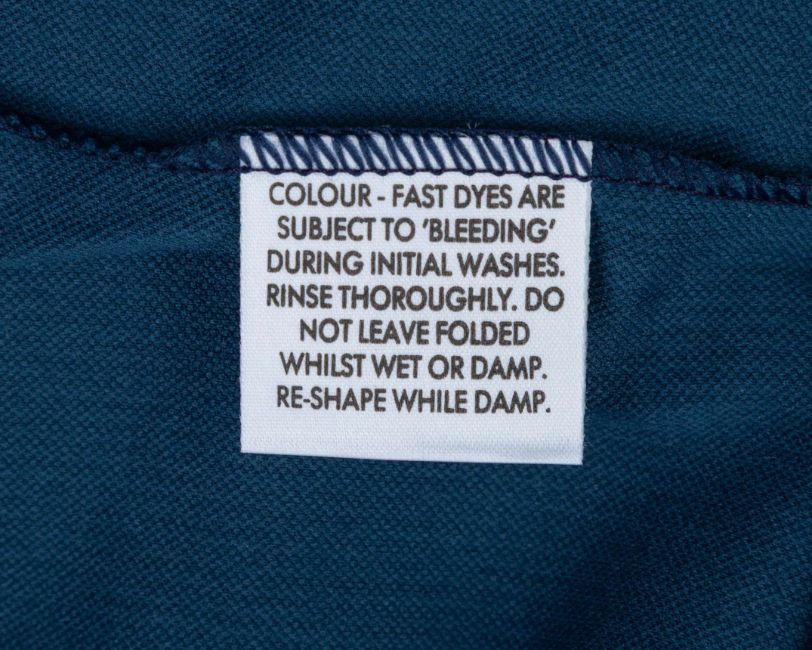 COLOUR - FAST DYES ARE
SUBJECT TO ‘BLEEDING’
DURING INITIAL WASHES.
RINSE THOROUGHLY. DO
NOT LEAVE FOLDED
WHILST WET OR DAMP.
RE-SHAPE WHILE DAMP.